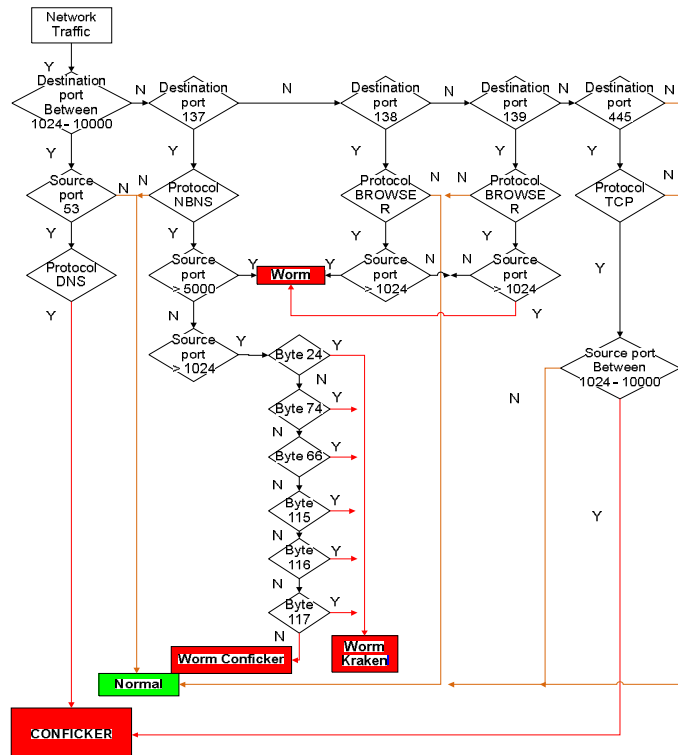 Network
Traffic
Y
Destination
port
Between
1024 – 10000
N
Destination
port
137
N
Destination
port
138
N
Destination
port
139
N
Destination
port
445
N
Y
Y
Y
Y
Y
Source
port
53
N
Protocol
NBNS
N
Protocol
BROWSE
R
N
N
Protocol
BROWSE
R
Protocol
TCP
N
Y
Y
Y
Y
Protocol
DNS
Source
port
> 5000
Y
Worm
Y
Source
port
> 1024
N
N
Source
port
> 1024
Y
Y
N
Y
Source
port
> 1024
Y
Byte 24
Y
Source port
Between
1024 – 10000
N
N
Byte 74
Y
N
Byte 66
Y
N
Byte
115
Y
Y
N
Byte
116
Y
N
Byte
117
Y
N
Worm Conficker
Worm
Kraken
Normal
CONFICKER